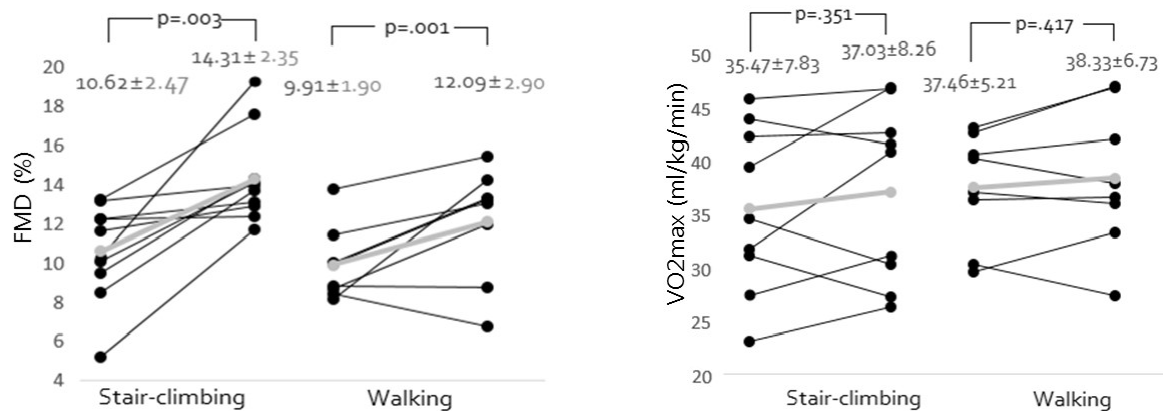 p=.003
p=.001
14.31±2.35
10.62±2.47
9.91±1.90
12.09±2.90
FMD (%)
20
18
16
14
12
10
8
6
4
Stair-climbing
Walking
p=.351
p=.417
37.03±8.26
35.47±7.83
38.33±6.73
37.46±5.21
VO2max (ml/kg/min)
50
45
40
35
30
25
20
Stair-climbing
Walking